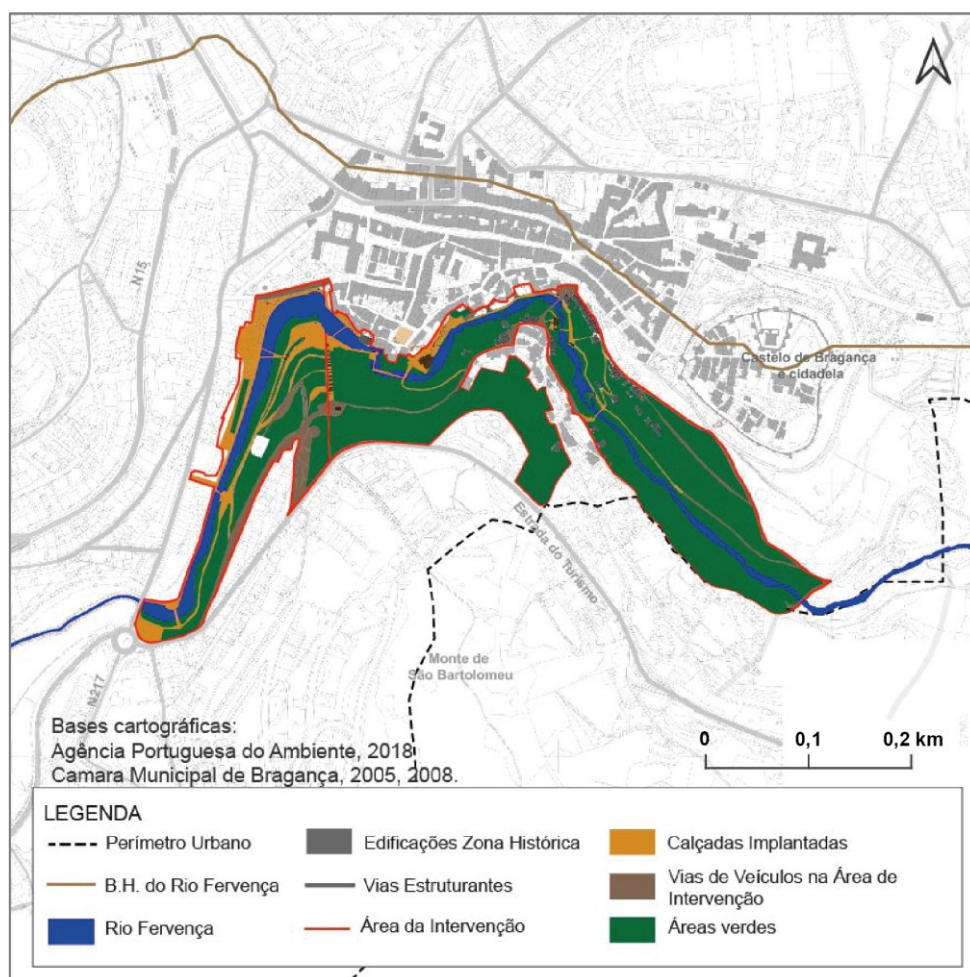 N15
Castelo de Bragança
e cidadela
Estrada do Turismo
Monte de
São Bartolomeu
N217
Bases cartográficas:
Agência Portuguesa do Ambiente, 2018
Camara Municipal de Bragança, 2005, 2008.
0 0,1 0,2 km
LEGENDA
Perímetro Urbano
Edificações Zona Histórica
Calçadas Implantadas
B.H. do Rio Fervença
Vias Estruturantes
Vias de Veículos na Área de
Intervenção
Rio Fervença
Área da Intervenção
Áreas verdes